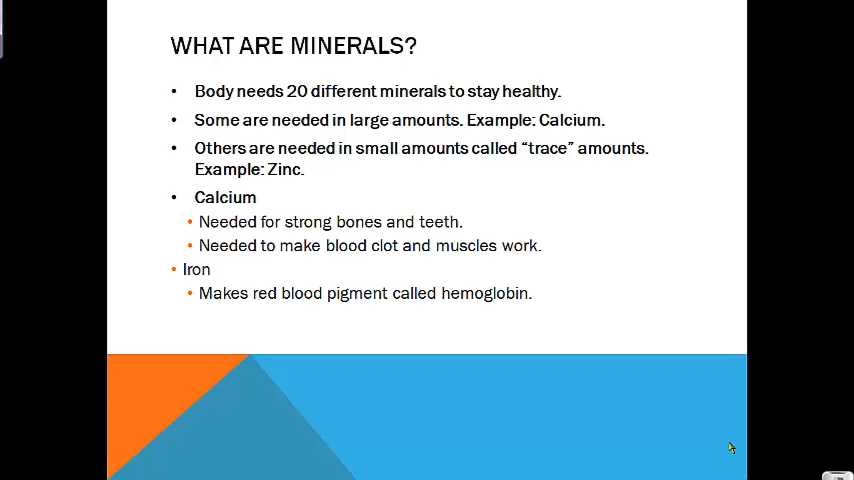 WHAT ARE MINERALS?
• Body needs 20 different minerals to stay healthy.
• Some are needed in large amounts. Example: Calcium.
• Others are needed in small amounts called “trace” amounts.
Example: Zinc.
• Calcium
• Needed for strong bones and teeth.
• Needed to make blood clot and muscles work.
• Iron
• Makes red blood pigment called hemoglobin.